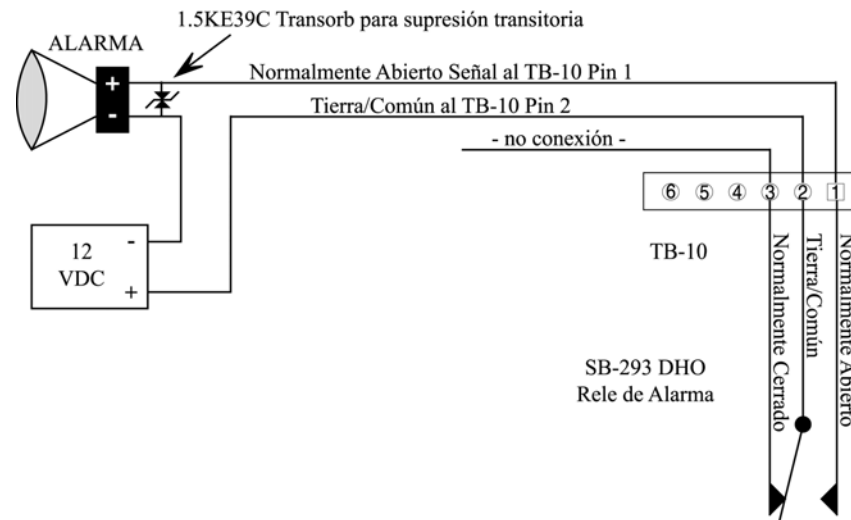 1.5KE39C Transorb para supresión transitoria
ALARMA
+
Normalmente Abierto Señal al TB-10 Pin 1
-
Tierra/Común al TB-10 Pin 2
- no conexión -
6 5 4 3 2 1
12
VDC
-
+
TB-10
Normalmente Cerrado
Tierra/Común
Normalmente Abierto
SB-293 DHO
Rele de Alarma